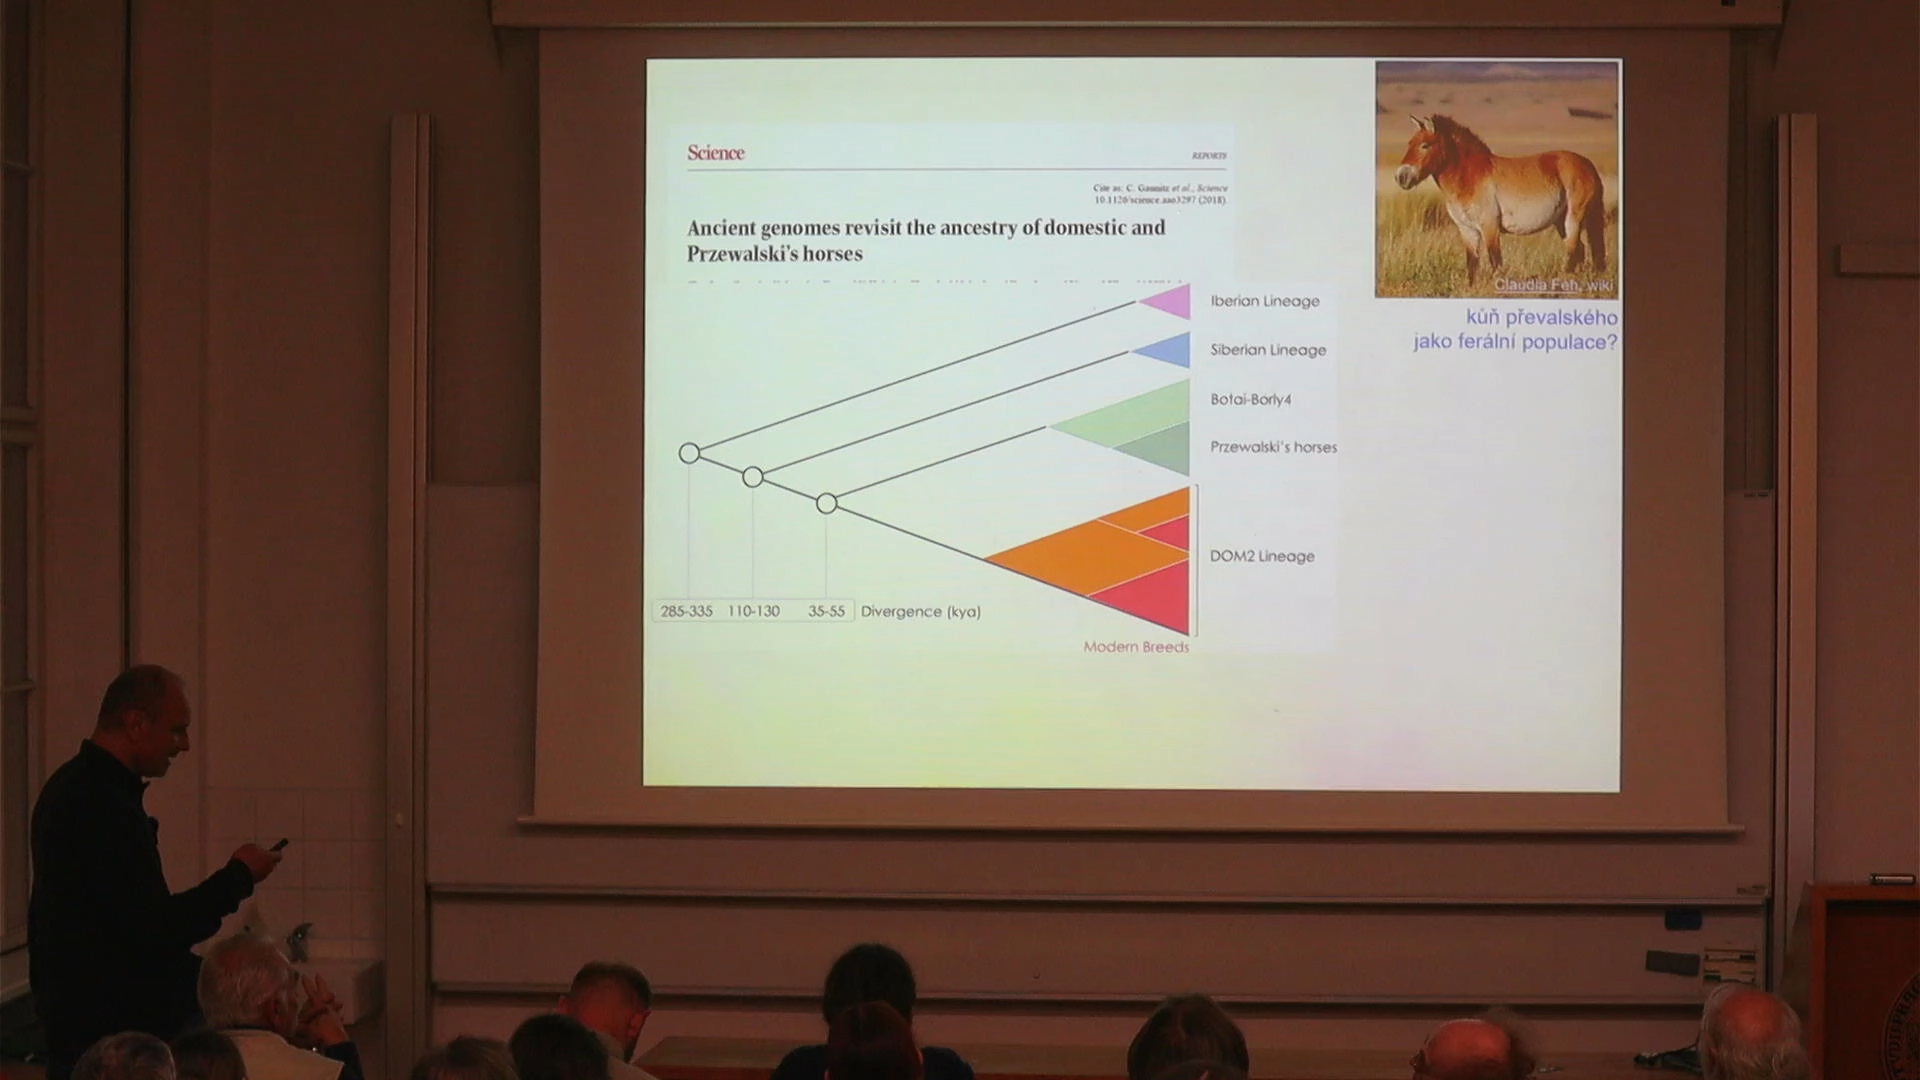 Science
REPORTS
Cite as: C. Gaunitz et al., Science
10.1126/science.aao3297 (2018).
Ancient genomes revisit the ancestry of domestic and
Przewalski's horses
Iberian Lineage
Siberian Lineage
Botai-Borly4
Przewalski's horses
DOM2 Lineage
285-335 110-130 35-55 Divergence (kya)
Modern Breeds
Claudia Feh, wiki
kůň převalského
jako ferální populace?